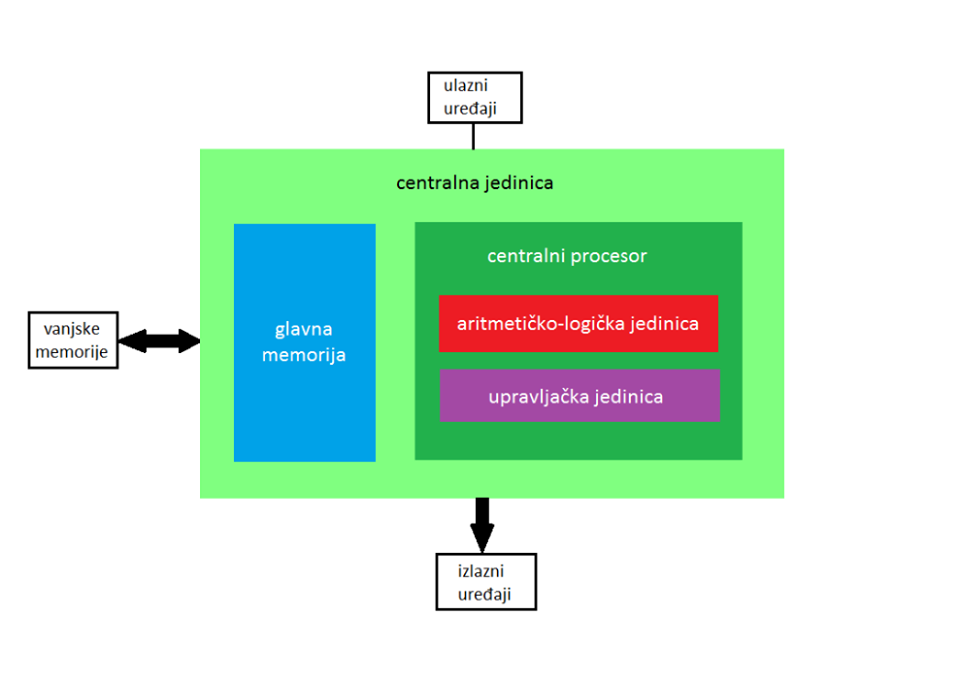 ulazni
uređaji
centralna jedinica
centralni procesor
aritmetičko-logička jedinica
glavna
memorija
upravljačka jedinica
vanjske
memorije
izlazni
uređaji